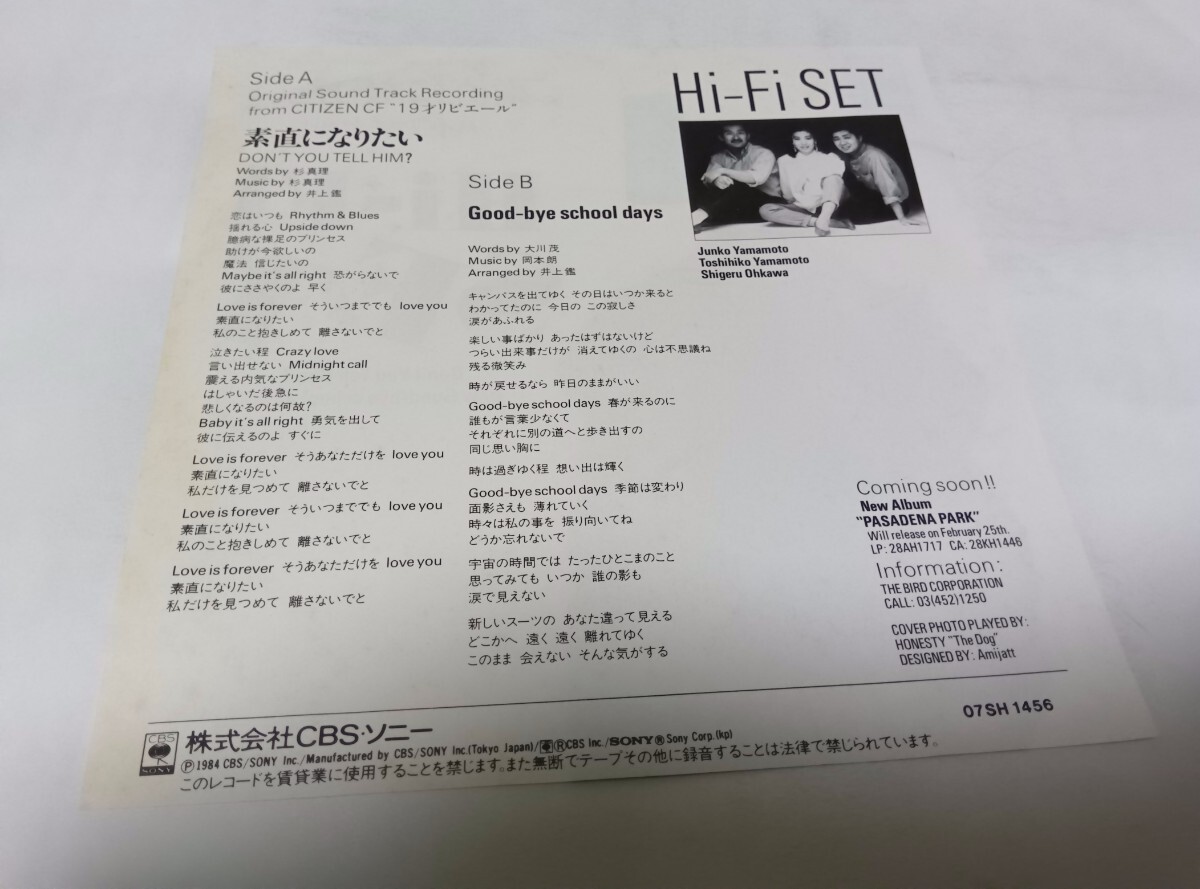 Side A
Original Sound Track Recording
from CITIZEN CF "19才リビエール"
素直になりたい
DON'T YOU TELL HIM?
Words by 杉 真理
Music by 杉 真理
Arranged by 井上 鑑
恋はいつも Rhythm & Blues
揺れる心 Upside down
臆病な裸足のプリンセス
助けが今欲しいの
魔法 信じたいの
Maybe it's all right 恐がらないで
彼にささやくのよ 早く
Love is forever そういつまででも love you
素直になりたい
私のこと抱きしめて 離さないでと
泣きたい程 Crazy love
言い出せない Midnight call
震える内気なプリンセス
はしゃいだ後急に
悲しくなるのは何故?
Baby it's all right 勇気を出して
彼に伝えるのよ すぐに
Love is forever そうあなただけを love you
素直になりたい
私だけを見つめて 離さないでと
Love is forever そういつまででも love you
素直になりたい
私のこと抱きしめて 離さないでと
Love is forever そうあなただけを love you
素直になりたい
私だけを見つめて 離さないでと
Side B
Good-bye school days
Words by 大川 茂
Music by 岡本 朗
Arranged by 井上 鑑
キャンパスを出てゆく その日はいつか来ると
わかってたのに 今日の この寂しさ
涙があふれる
楽しい事ばかり あったはずはないけど
つらい出来事だけが 消えてゆくの 心は不思議ね
残る微笑み
時が戻せるなら 昨日のままがいい
Good-bye school days 春が来るのに
誰もが言葉少なくて
それぞれに別の道へと歩き出すの
同じ思い胸に
時は過ぎゆく程 想い出は輝く
Good-bye school days 季節は変わり
面影さえも 薄れていく
時々は私の事を 振り向いてね
どうか忘れないで
宇宙の時間では たったひとこまのこと
思ってみても いつか 誰の影も
涙で見えない
新しいスーツの あなた違って見える
どこかへ 遠く 遠く 離れてゆく
このまま 会えない そんな気がする
Hi-Fi SET
Junko Yamamoto
Toshihiko Yamamoto
Shigeru Ohkawa
Coming soon!!
New Album
"PASADENA PARK"
Will release on February 25th.
LP: 28AH1717 CA: 28KH1446
Information:
THE BIRD CORPORATION
CALL: 03(452)1250
COVER PHOTO PLAYED BY:
HONESTY "The Dog"
DESIGNED BY: Amijatt
07SH 1456
CBS
SONY
株式会社CBS・ソニー
Ⓟ1984 CBS/SONY Inc./Manufactured by CBS/SONY Inc.(Tokyo Japan)/®CBS Inc./SONY® Sony Corp.(kp)
このレコードを賃貸業に使用することを禁じます。また無断でテープその他に録音することは法律で禁じられています。